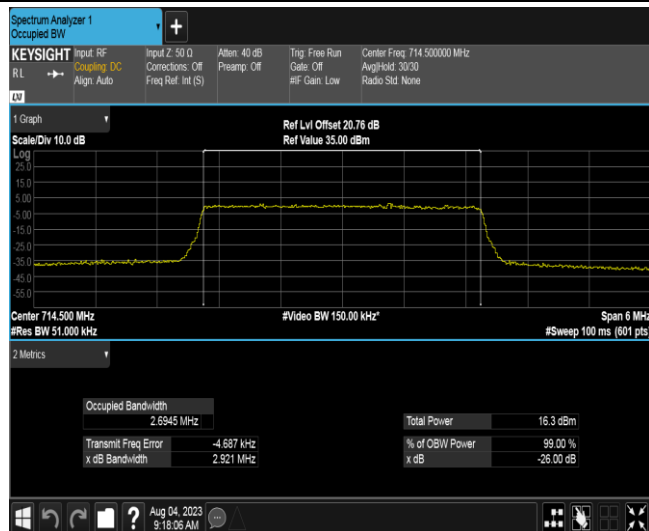 Spectrum Analyzer 1
Occupied BW
+
KEYSIGHT Input: RF Input Z: 50 Ω Atten: 40 dB Trig: Free Run Center Freq: 714.500000 MHz
RL Coupling: DC Corrections: Off Preamp: Off Gate: Off Avg|Hold: 30/30
Align: Auto Freq Ref: Int (S) #IF Gain: Low Radio Std: None
LXI
1 Graph
Ref Lvl Offset 20.76 dB
Scale/Div 10.0 dB Ref Value 35.00 dBm
Log
25.0
15.0
5.00
-5.00
-15.0
-25.0
-35.0
-45.0
-55.0
Center 714.500 MHz #Video BW 150.00 kHz* Span 6 MHz
#Res BW 51.000 kHz #Sweep 100 ms (601 pts)
2 Metrics
Occupied Bandwidth
2.6945 MHz Total Power 16.3 dBm
Transmit Freq Error -4.687 kHz % of OBW Power 99.00 %
x dB Bandwidth 2.921 MHz x dB -26.00 dB
? Aug 04, 2023
9:18:06 AM